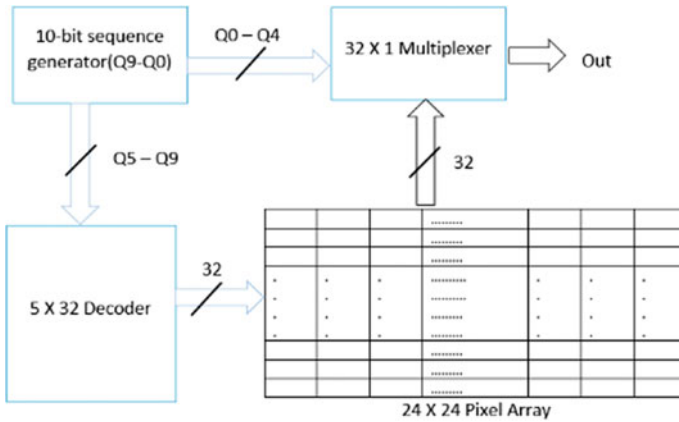 10-bit sequence
generator(Q9-Q0)
Q0 – Q4
32 X 1 Multiplexer
Out
Q5 – Q9
32
5 X 32 Decoder
32
24 X 24 Pixel Array